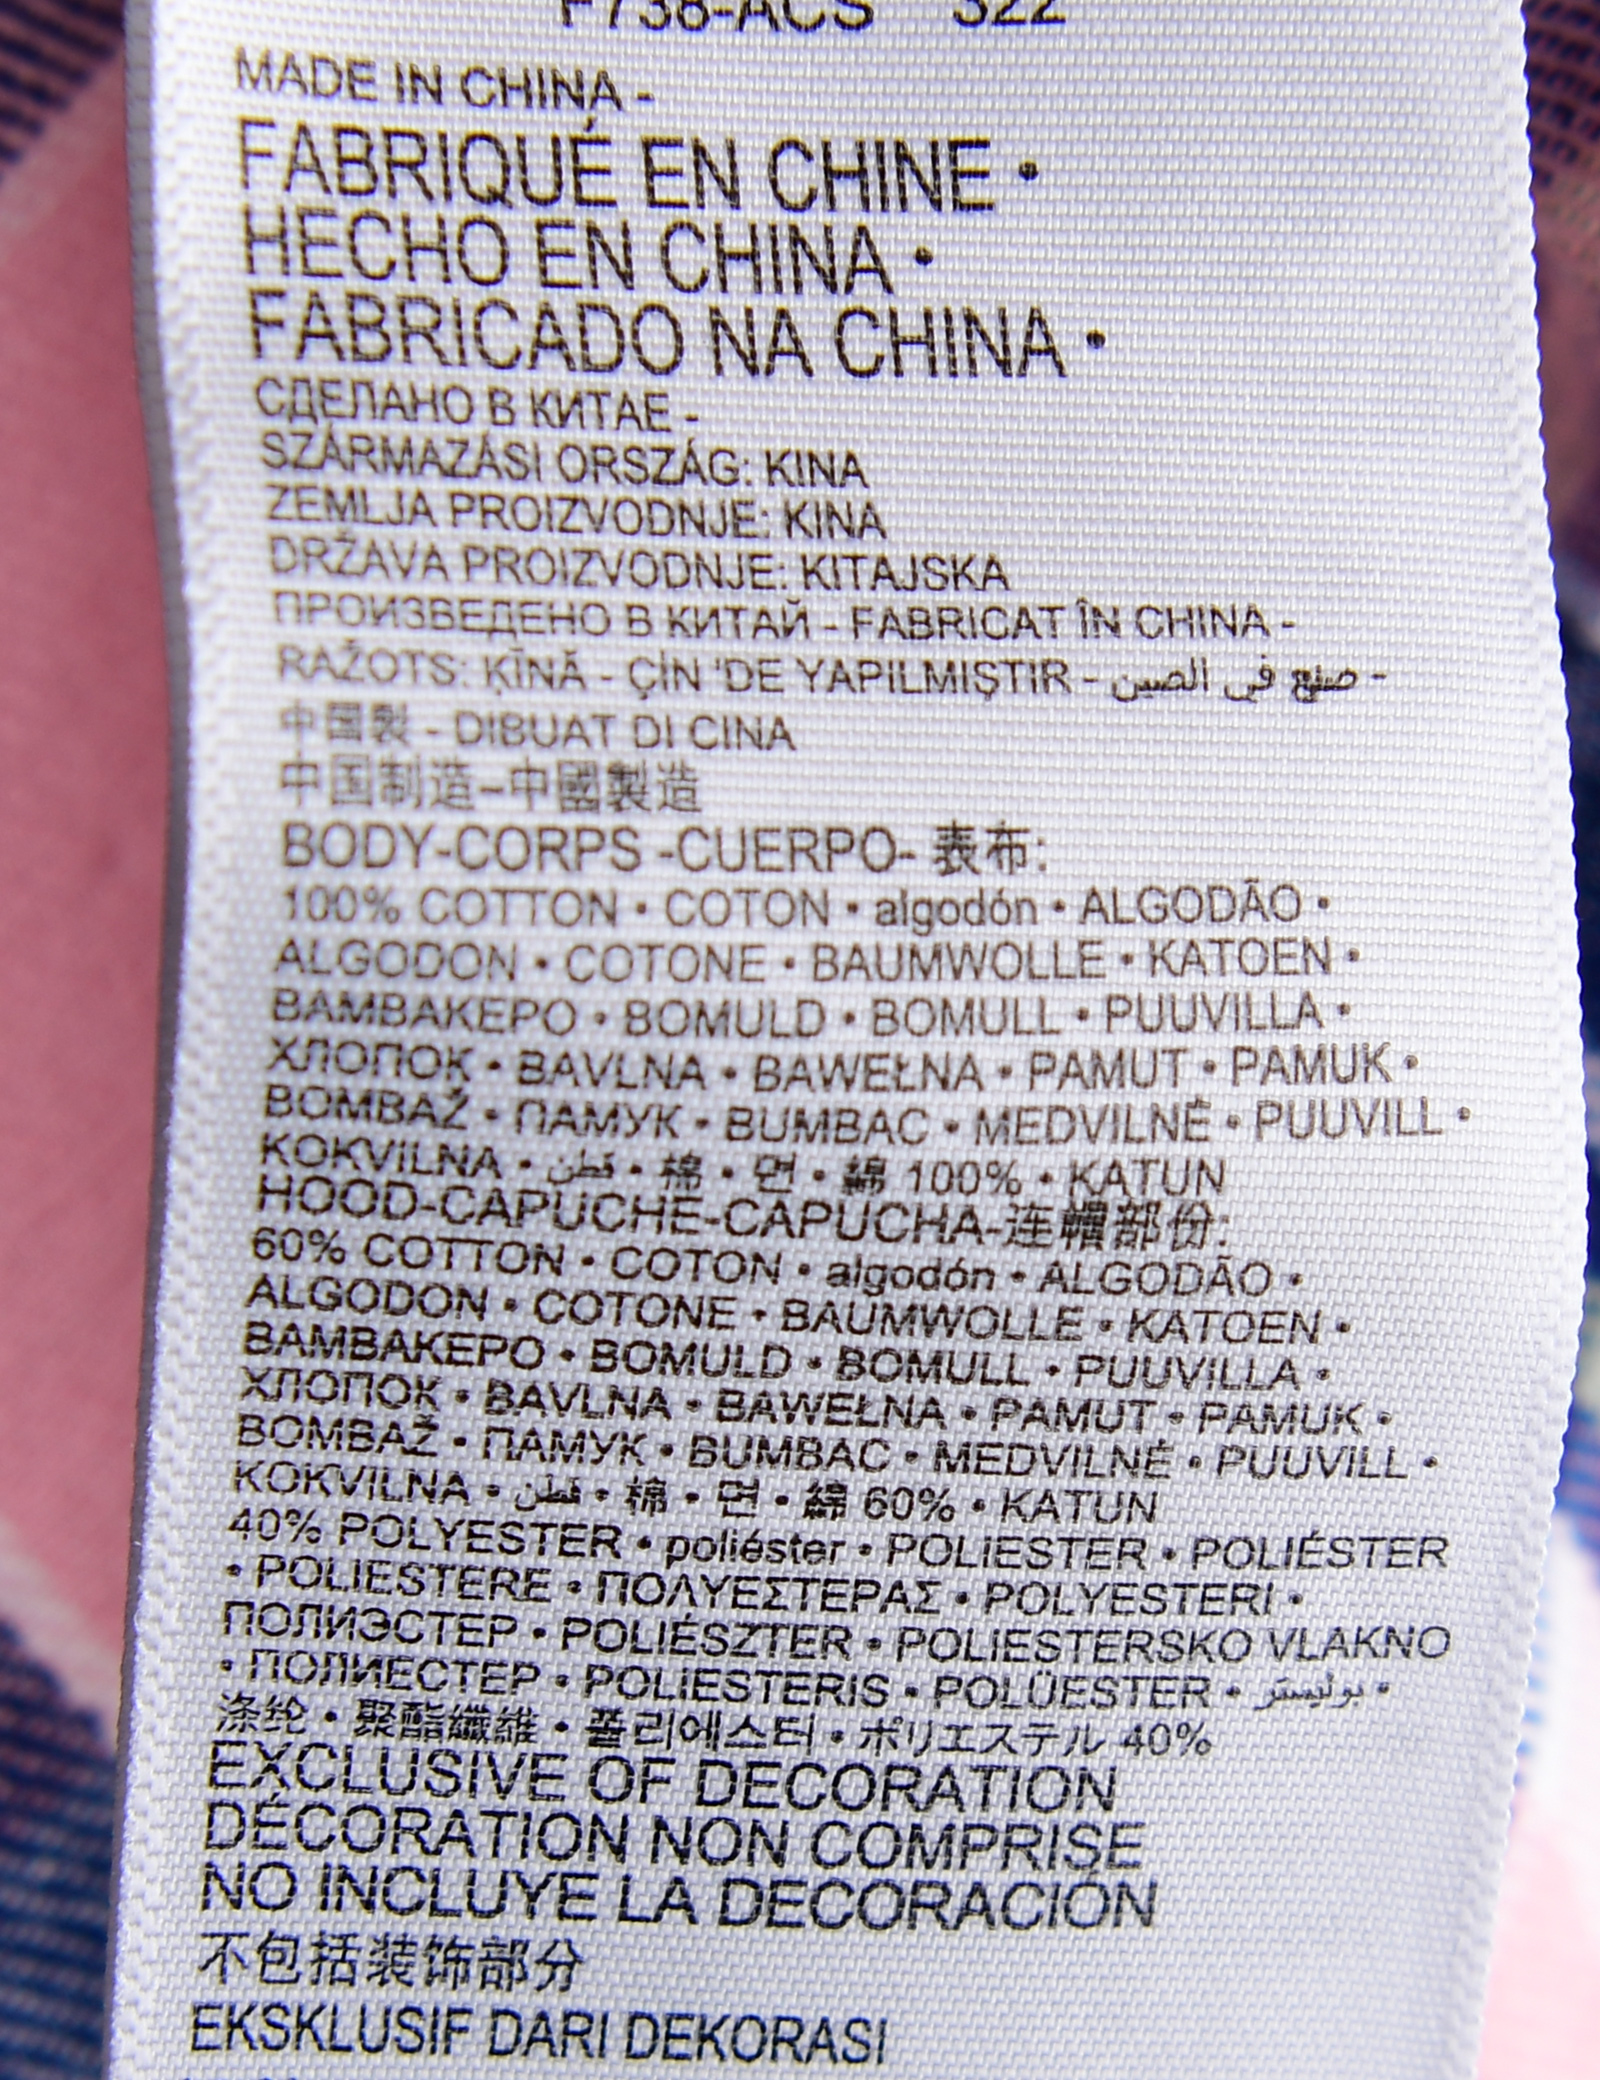 F738-ACS 322
MADE IN CHINA -
FABRIQUÉ EN CHINE •
HECHO EN CHINA •
FABRICADO NA CHINA •
СДЕЛАНО В КИТАЕ -
SZÁRMAZÁSI ORSZÁG: KINA
ZEMLJA PROIZVODNJE: KINA
DRŽAVA PROIZVODNJE: KITAJSKA
ПРОИЗВЕДЕНО В КИТАЙ - FABRICAT ÎN CHINA -
RAŽOTS: ĶĪNĀ - ÇİN 'DE YAPILMIŞTIR - صنع في الصين -
中国製 - DIBUAT DI CINA
中国制造-中國製造
BODY-CORPS -CUERPO- 表布:
100% COTTON • COTON • algodón • ALGODÃO •
ALGODON • COTONE • BAUMWOLLE • KATOEN •
BAMBAKEPO • BOMULD • BOMULL • PUUVILLA •
ХЛОПОК • BAVLNA • BAWEŁNA • PAMUT • PAMUK •
BOMBAŽ • ПАМУК • BUMBAC • MEDVILNĖ • PUUVILL •
KOKVILNA • قطن • 棉 • 면 • 綿 100% • KATUN
HOOD-CAPUCHE-CAPUCHA-连帽部份:
60% COTTON • COTON • algodón • ALGODÃO •
ALGODON • COTONE • BAUMWOLLE • KATOEN •
BAMBAKEPO • BOMULD • BOMULL • PUUVILLA •
ХЛОПОК • BAVLNA • BAWEŁNA • PAMUT • PAMUK •
BOMBAŽ • ПАМУК • BUMBAC • MEDVILNĖ • PUUVILL •
KOKVILNA • قطن • 棉 • 면 • 綿 60% • KATUN
40% POLYESTER • poliéster • POLIESTER • POLIÉSTER
• POLIESTERE • ΠΟΛΥΕΣΤΕΡΑΣ • POLYESTERI •
ПОЛИЭСТЕР • POLIÉSZTER • POLIESTERSKO VLAKNO
• ПОЛИЕСТЕР • POLIESTERIS • POLÜESTER • بوليستر •
涤纶 • 聚酯纖維 • 폴리에스터 • ポリエステル 40%
EXCLUSIVE OF DECORATION
DÉCORATION NON COMPRISE
NO INCLUYE LA DECORACIÓN
不包括装饰部分
EKSKLUSIF DARI DEKORASI